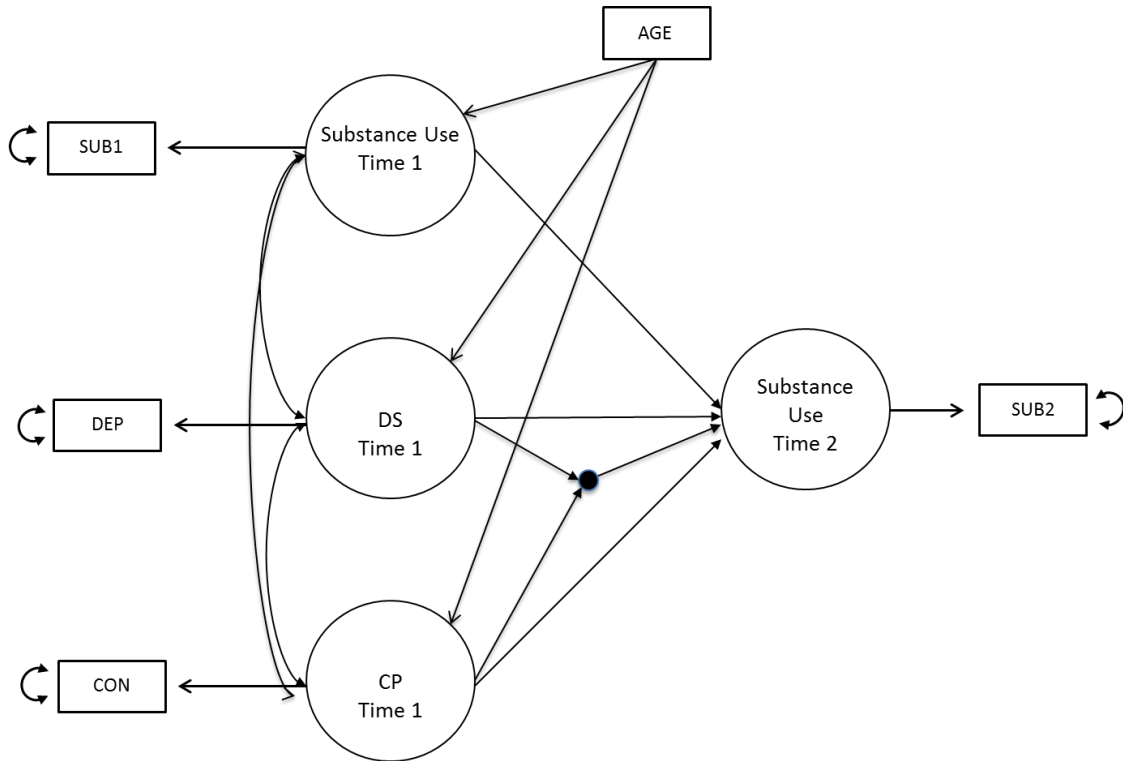 AGE
Substance Use
Time 1
SUB1
DS
Time 1
DEP
Substance
Use
Time 2
SUB2
CP
Time 1
CON